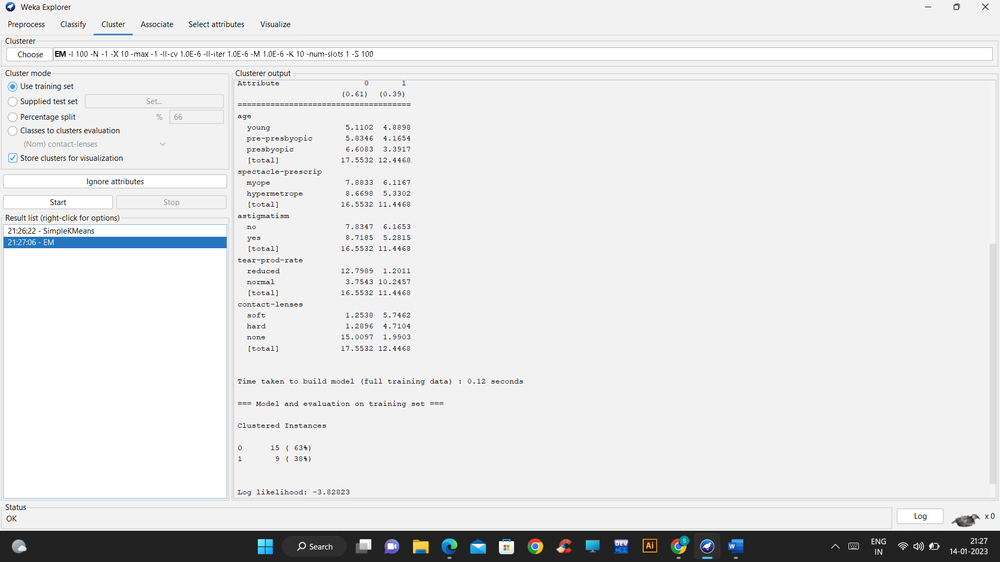 Weka Explorer
Preprocess Classify Cluster Associate Select attributes Visualize
Clusterer
Choose EM -I 100 -N -1 -X 10 -max -1 -ll-cv 1.0E-6 -ll-iter 1.0E-6 -M 1.0E-6 -K 10 -num-slots 1 -S 100
Cluster mode
Use training set
Supplied test set Set...
Percentage split % 66
Classes to clusters evaluation
(Nom) contact-lenses
Store clusters for visualization
Ignore attributes
Start Stop
Result list (right-click for options)
21:26:22 - SimpleKMeans
21:27:06 - EM
Clusterer output
Attribute 0 1
(0.61) (0.39)
=====================================
age
young 5.1102 4.8898
pre-presbyopic 5.8346 4.1654
presbyopic 6.6083 3.3917
[total] 17.5532 12.4468
spectacle-prescrip
myope 7.8833 6.1167
hypermetrope 8.6698 5.3302
[total] 16.5532 11.4468
astigmatism
no 7.8347 6.1653
yes 8.7185 5.2815
[total] 16.5532 11.4468
tear-prod-rate
reduced 12.7989 1.2011
normal 3.7543 10.2457
[total] 16.5532 11.4468
contact-lenses
soft 1.2538 5.7462
hard 1.2896 4.7104
none 15.0097 1.9903
[total] 17.5532 12.4468
Time taken to build model (full training data) : 0.12 seconds
=== Model and evaluation on training set ===
Clustered Instances
0 15 ( 63%)
1 9 ( 38%)
Log likelihood: -3.82823
Status
OK
Log x 0
Search
DEV C++
Ai
S
W
ENG
IN
21:27
14-01-2023